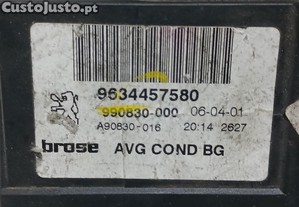 CustoJusto.pt
9634457580
990830-000 06-04-01
A90830-016 20:14 2627
brose AVG COND BG